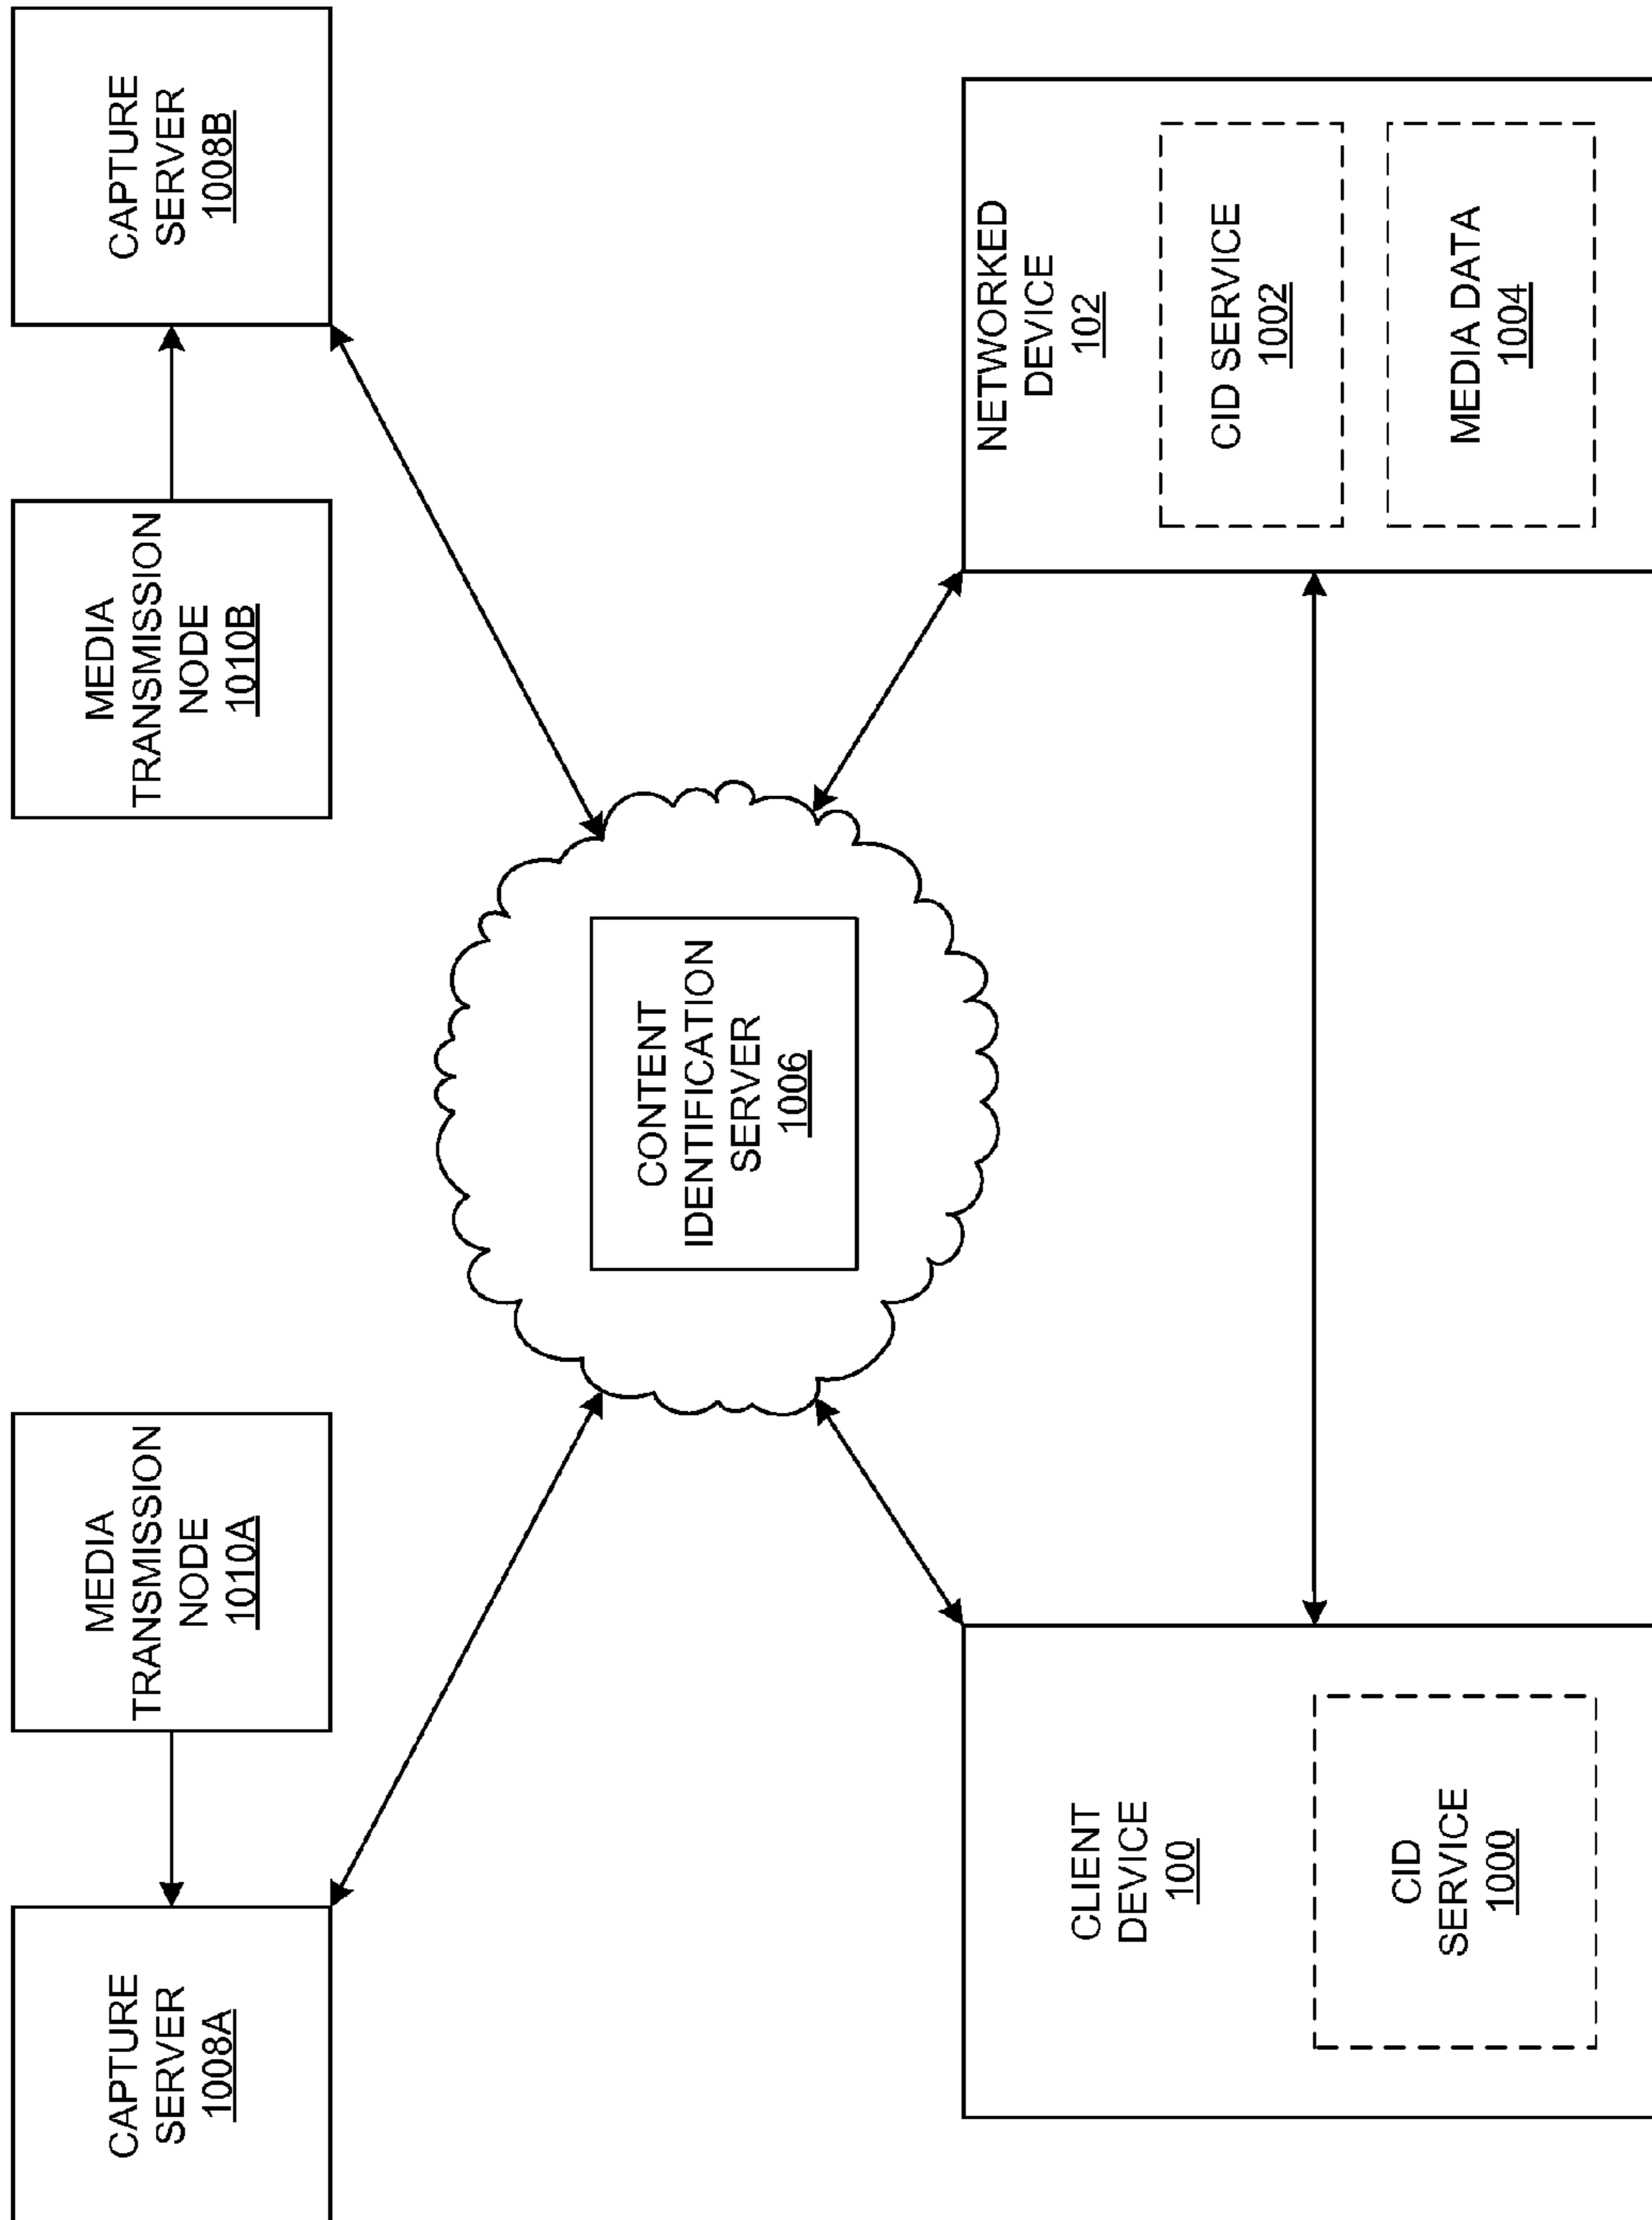 CAPTURE
SERVER
1008A
MEDIA
TRANSMISSION
NODE
1010A
MEDIA
TRANSMISSION
NODE
1010B
CAPTURE
SERVER
1008B
CONTENT
IDENTIFICATION
SERVER
1006
CLIENT
DEVICE
100
CID
SERVICE
1000
NETWORKED
DEVICE
102
CID SERVICE
1002
MEDIA DATA
1004